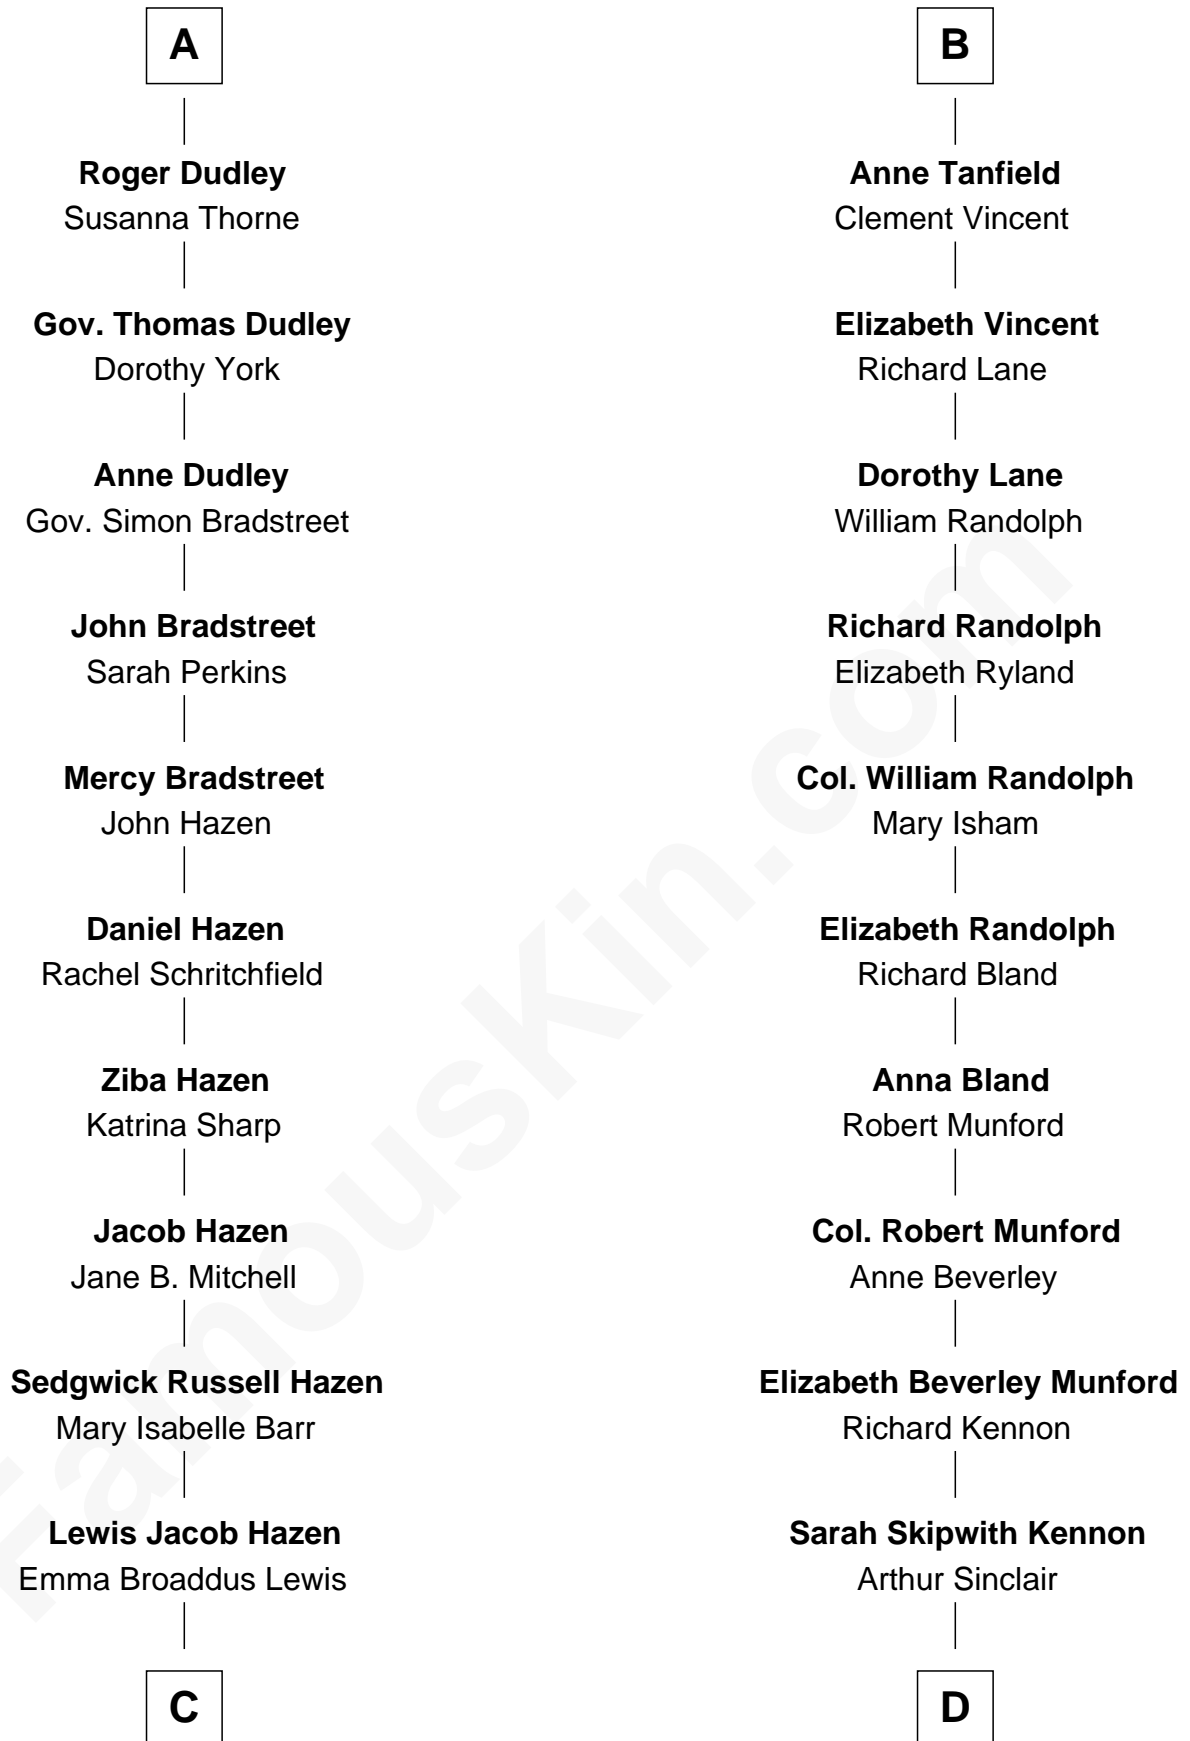 A
Roger Dudley
Susanna Thorne
Gov. Thomas Dudley
Dorothy York
Anne Dudley
Gov. Simon Bradstreet
John Bradstreet
Sarah Perkins
Mercy Bradstreet
John Hazen
Daniel Hazen
Rachel Schritchfield
Ziba Hazen
Katrina Sharp
Jacob Hazen
Jane B. Mitchell
Sedgwick Russell Hazen
Mary Isabelle Barr
Lewis Jacob Hazen
Emma Broaddus Lewis
C
B
Anne Tanfield
Clement Vincent
Elizabeth Vincent
Richard Lane
Dorothy Lane
William Randolph
Richard Randolph
Elizabeth Ryland
Col. William Randolph
Mary Isham
Elizabeth Randolph
Richard Bland
Anna Bland
Robert Munford
Col. Robert Munford
Anne Beverley
Elizabeth Beverley Munford
Richard Kennon
Sarah Skipwith Kennon
Arthur Sinclair
D
FamousKin.com